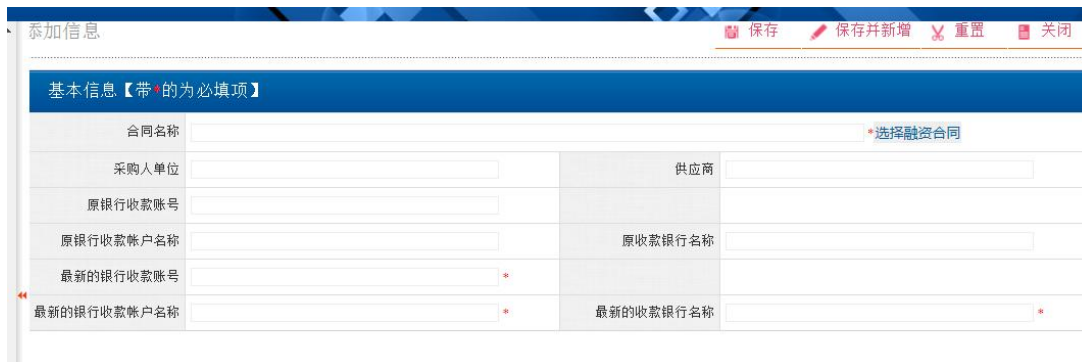 添加信息 保存 保存并新增 重置 关闭
基本信息【带*的为必填项】
合同名称 *选择融资合同
采购人单位 供应商
原银行收款账号
原银行收款帐户名称 原收款银行名称
最新的银行收款账号 *
最新的银行收款帐户名称 * 最新的收款银行名称 *